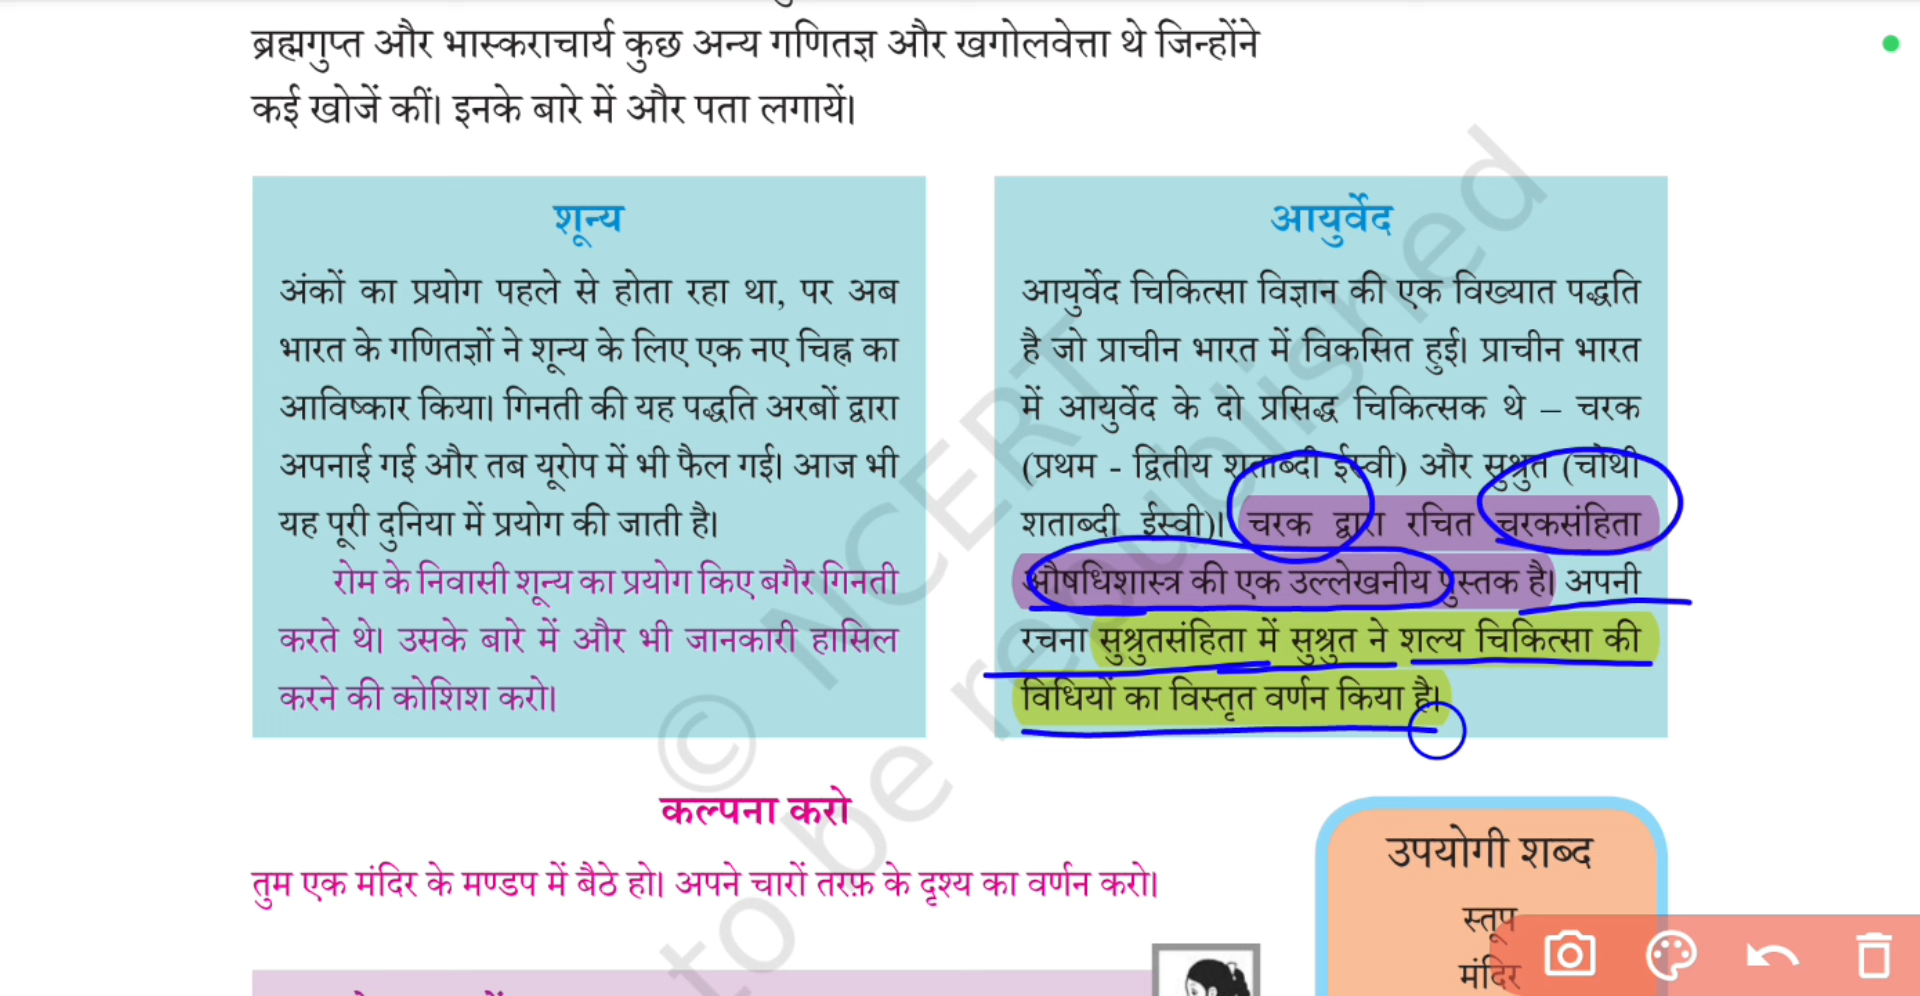 ब्रह्मगुप्त और भास्कराचार्य कुछ अन्य गणितज्ञ और खगोलवेत्ता थे जिन्होंने
कई खोजें कीं। इनके बारे में और पता लगायें।
शून्य
अंकों का प्रयोग पहले से होता रहा था, पर अब
भारत के गणितज्ञों ने शून्य के लिए एक नए चिह्न का
आविष्कार किया। गिनती की यह पद्धति अरबों द्वारा
अपनाई गई और तब यूरोप में भी फैल गई। आज भी
यह पूरी दुनिया में प्रयोग की जाती है।
रोम के निवासी शून्य का प्रयोग किए बगैर गिनती
करते थे। उसके बारे में और भी जानकारी हासिल
करने की कोशिश करो।
आयुर्वेद
आयुर्वेद चिकित्सा विज्ञान की एक विख्यात पद्धति
है जो प्राचीन भारत में विकसित हुई। प्राचीन भारत
में आयुर्वेद के दो प्रसिद्ध चिकित्सक थे – चरक
(प्रथम - द्वितीय शताब्दी ईस्वी) और सुश्रुत (चौथी
शताब्दी ईस्वी)। चरक द्वारा रचित चरकसंहिता
औषधिशास्त्र की एक उल्लेखनीय पुस्तक है। अपनी
रचना सुश्रुतसंहिता में सुश्रुत ने शल्य चिकित्सा की
विधियों का विस्तृत वर्णन किया है।
कल्पना करो
तुम एक मंदिर के मण्डप में बैठे हो। अपने चारों तरफ़ के दृश्य का वर्णन करो।
उपयोगी शब्द
स्तूप
मंदिर
© NCERT
to be republished